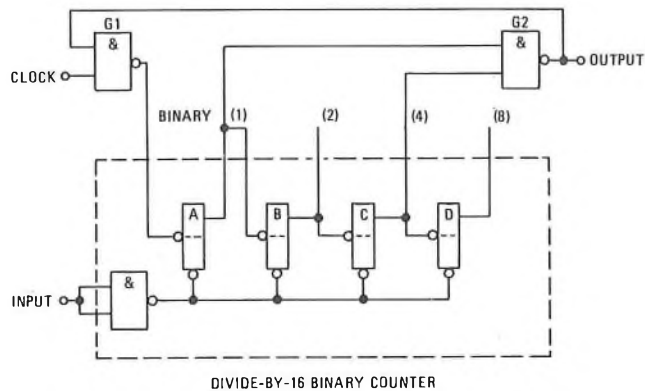 G1
&
CLOCK
G2
&
OUTPUT
BINARY (1) (2) (4) (8)
A B C D
&
INPUT
DIVIDE-BY-16 BINARY COUNTER